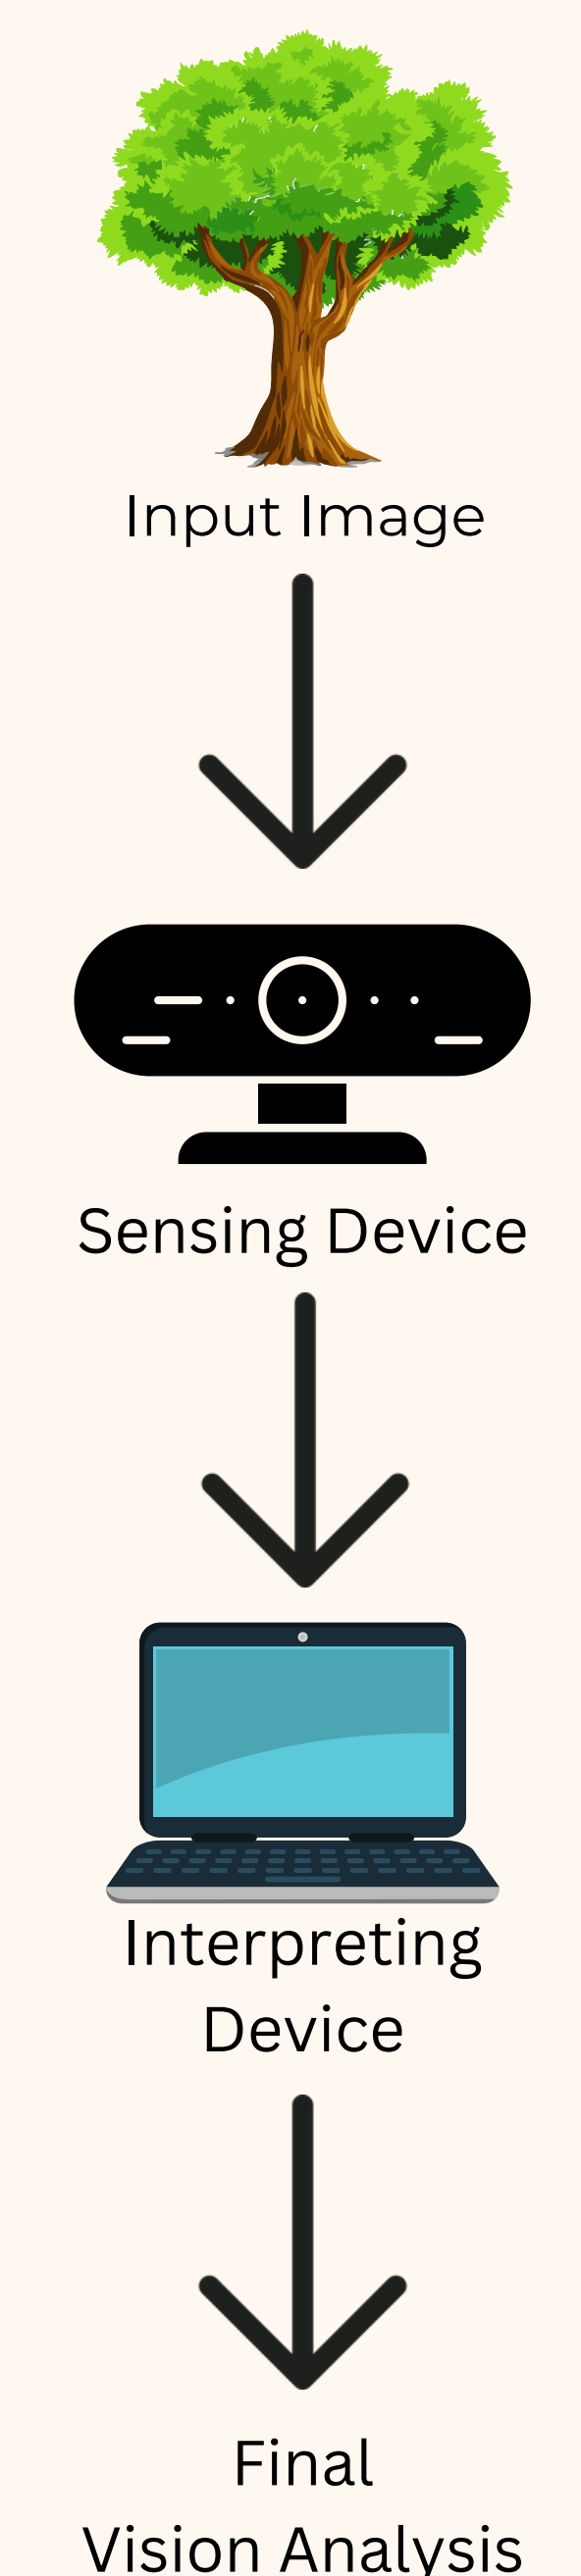 Input Image
Sensing Device
Interpreting
Device
Final
Vision Analysis